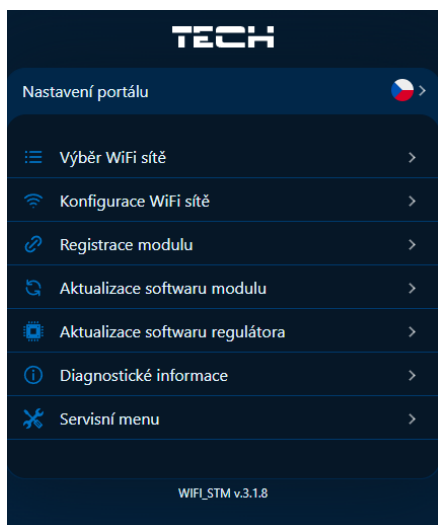 TECH
Nastavení portálu
Výběr WiFi sítě
Konfigurace WiFi sítě
Registrace modulu
Aktualizace softwaru modulu
Aktualizace softwaru regulátora
Diagnostické informace
Servisní menu
WIFI_STM v.3.1.8